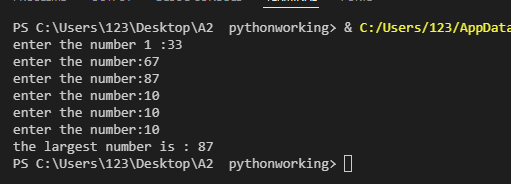 PS C:\Users\123\Desktop\A2  pythonworking> & C:/Users/123/AppData
enter the number 1 :33
enter the number:67
enter the number:87
enter the number:10
enter the number:10
enter the number:10
the largest number is : 87
PS C:\Users\123\Desktop\A2  pythonworking>